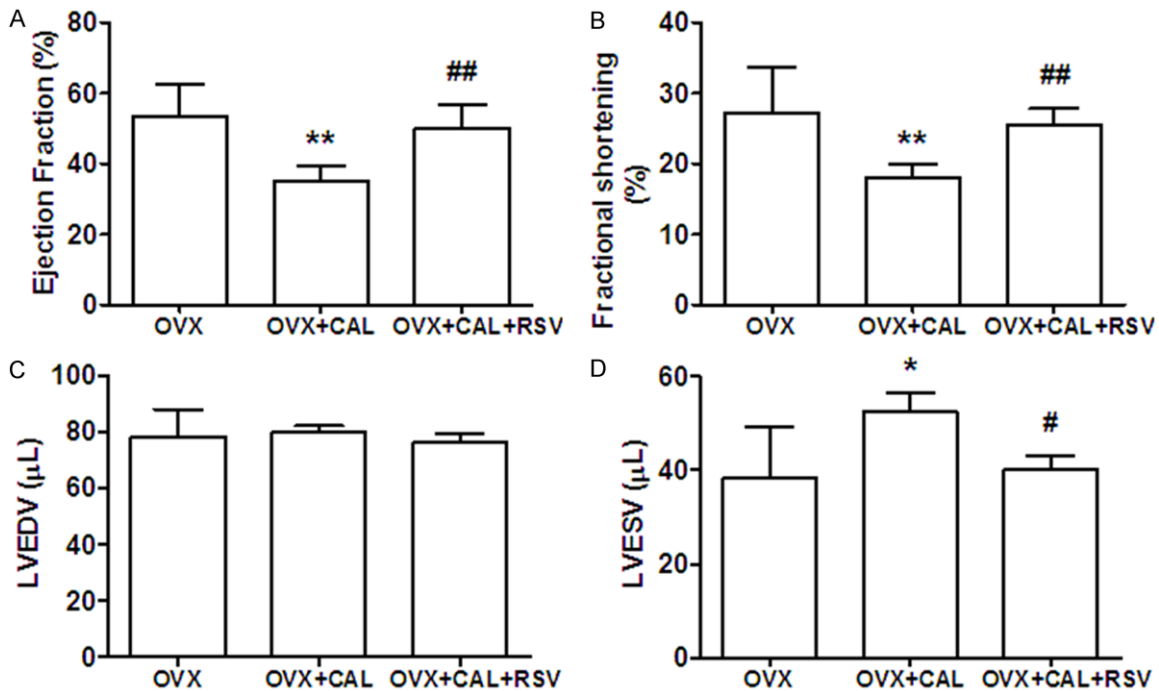 A
Ejection Fraction (%)
80
60
40
20
0
**
##
OVX
OVX+CAL
OVX+CAL+RSV
B
Fractional shortening
(%)
40
30
20
10
0
**
##
OVX
OVX+CAL
OVX+CAL+RSV
C
LVEDV (μL)
100
80
60
40
20
0
OVX
OVX+CAL
OVX+CAL+RSV
D
LVESV (μL)
60
40
20
0
*
#
OVX
OVX+CAL
OVX+CAL+RSV